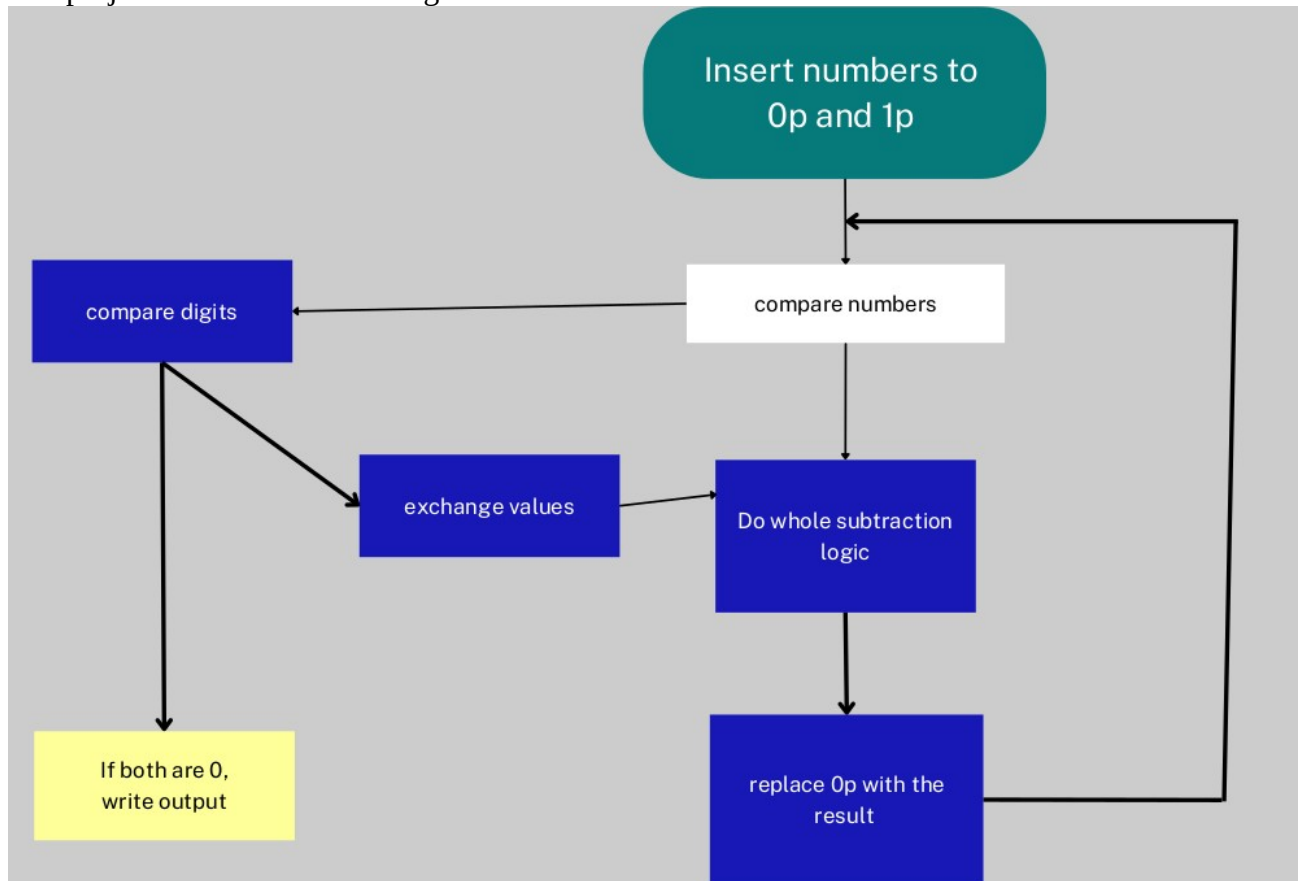 Insert numbers to
0p and 1p
compare numbers
compare digits
exchange values
Do whole subtraction
logic
If both are 0,
write output
replace 0p with the
result